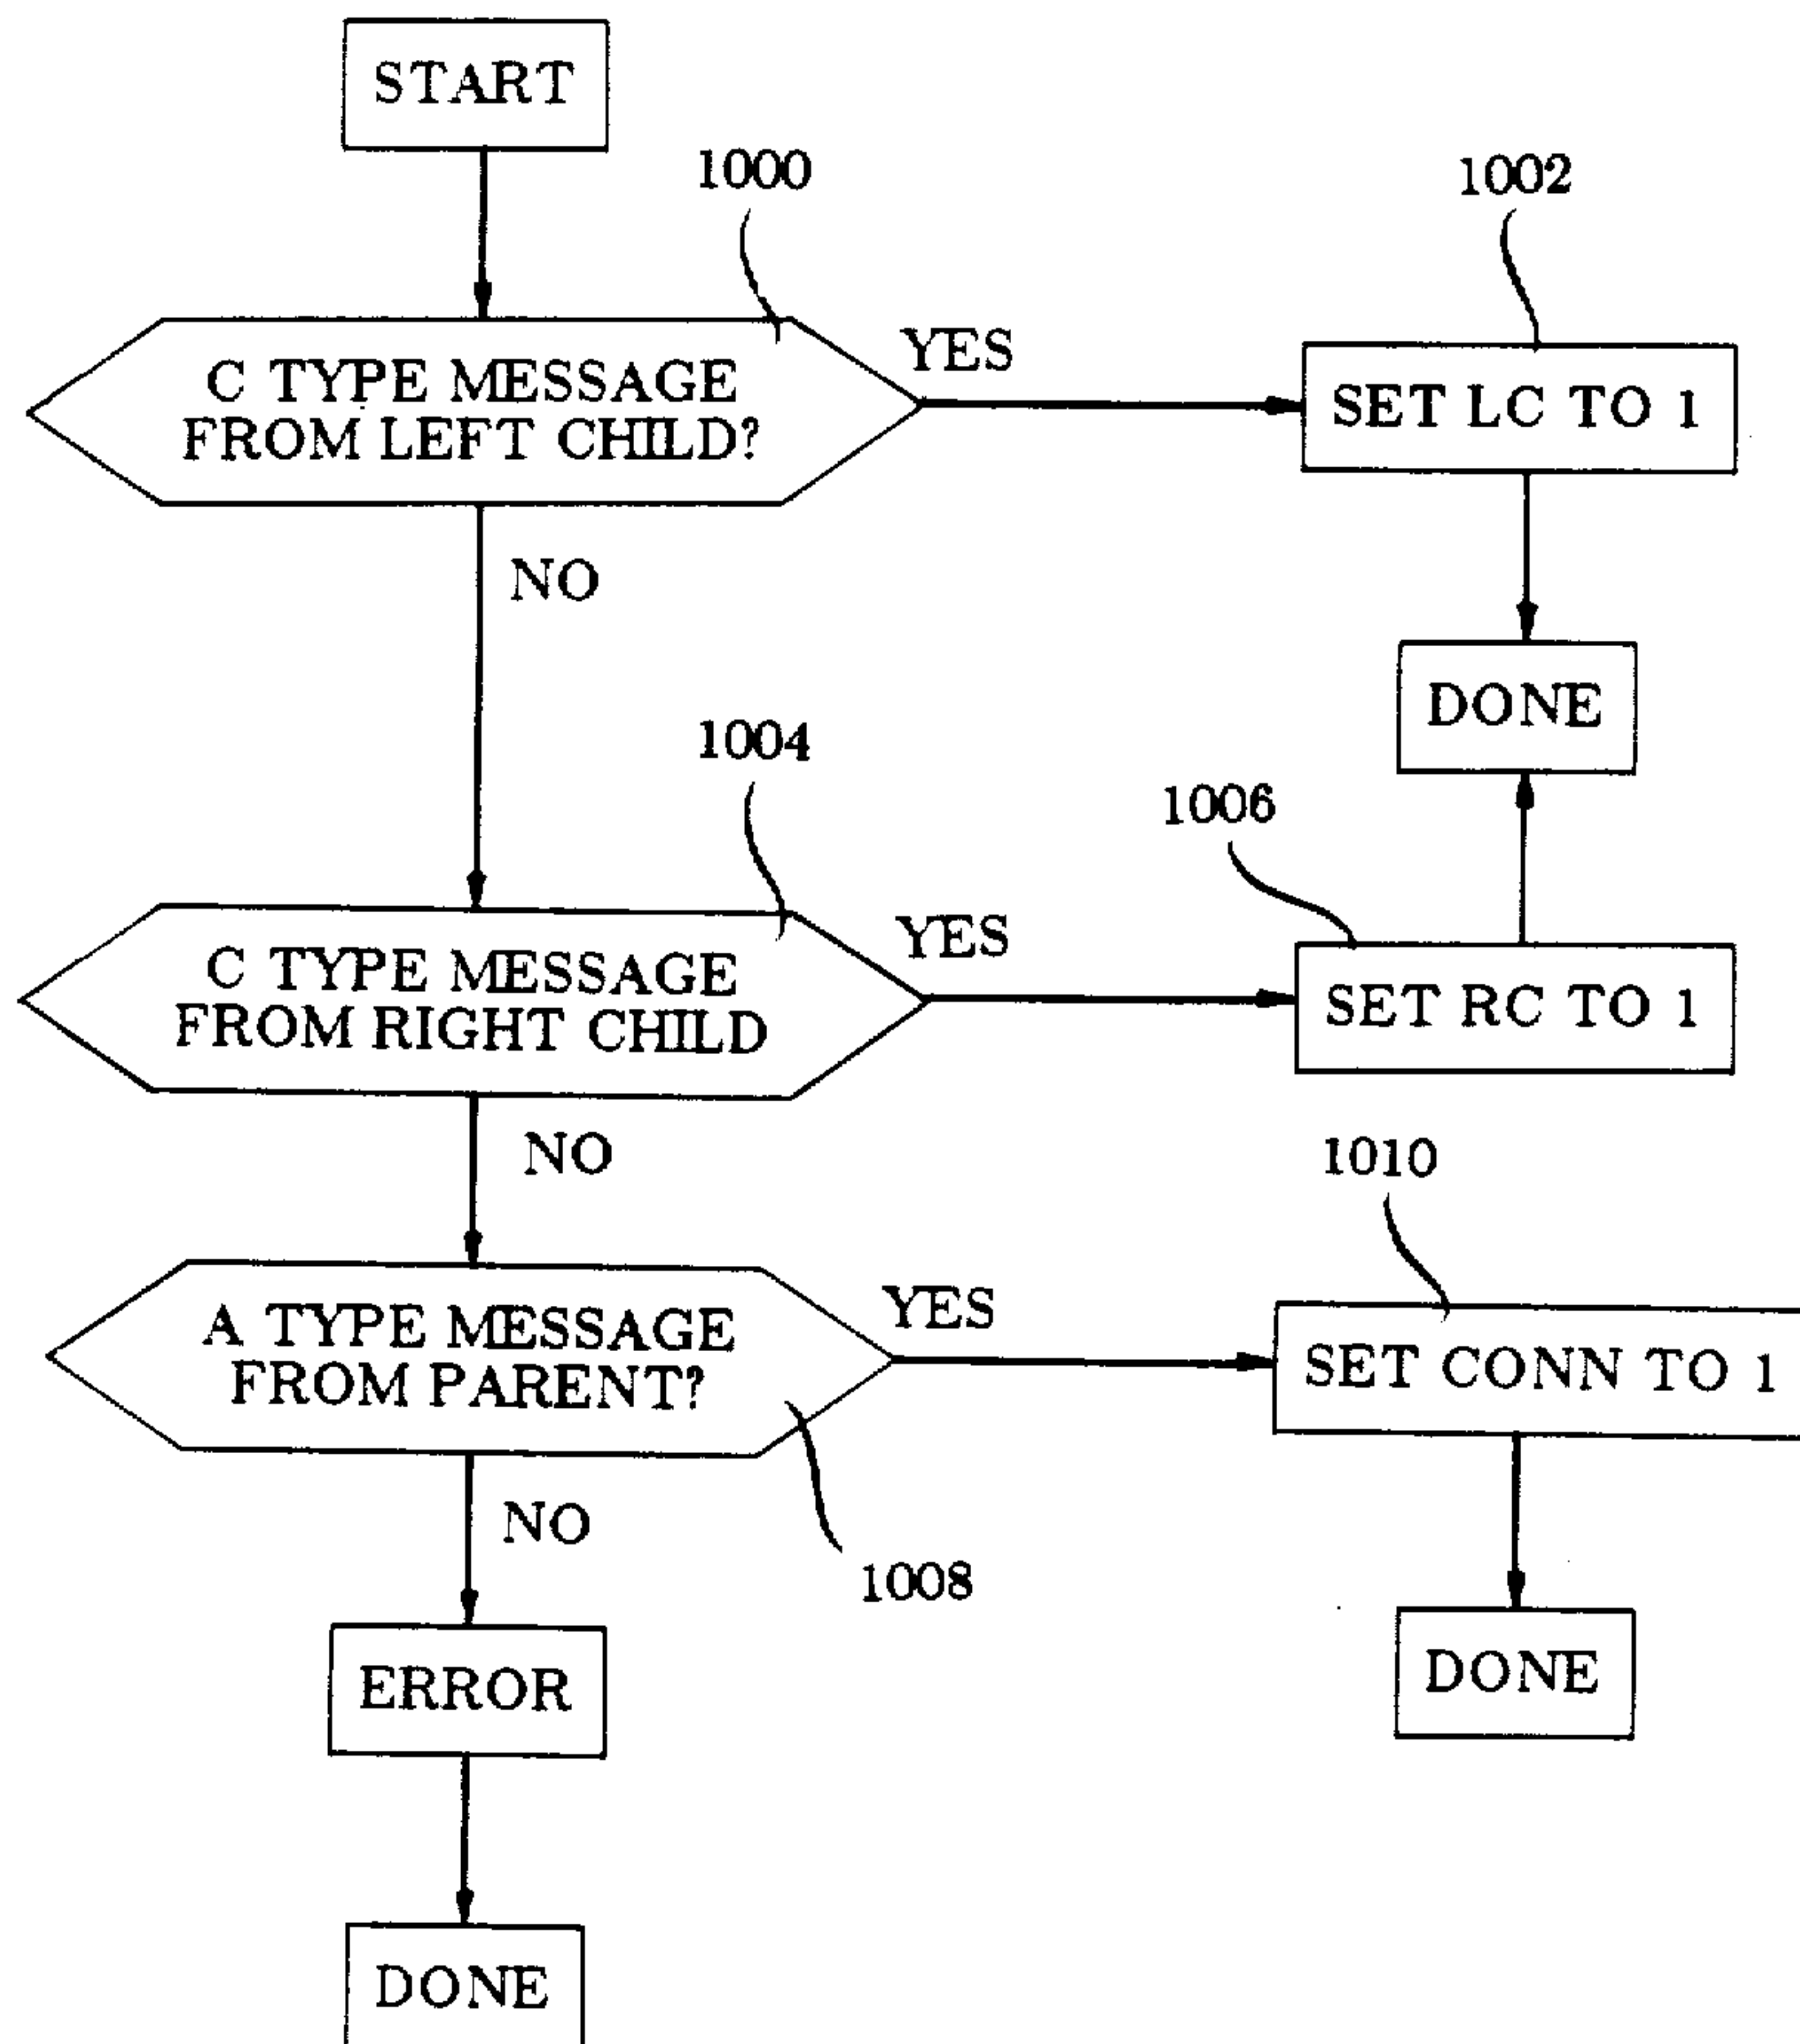 START
1000
1002
C TYPE MESSAGE
FROM LEFT CHILD?
YES
SET LC TO 1
NO
DONE
1004
1006
C TYPE MESSAGE
FROM RIGHT CHILD
YES
SET RC TO 1
NO
1010
A TYPE MESSAGE
FROM PARENT?
YES
SET CONN TO 1
NO
1008
ERROR
DONE
DONE